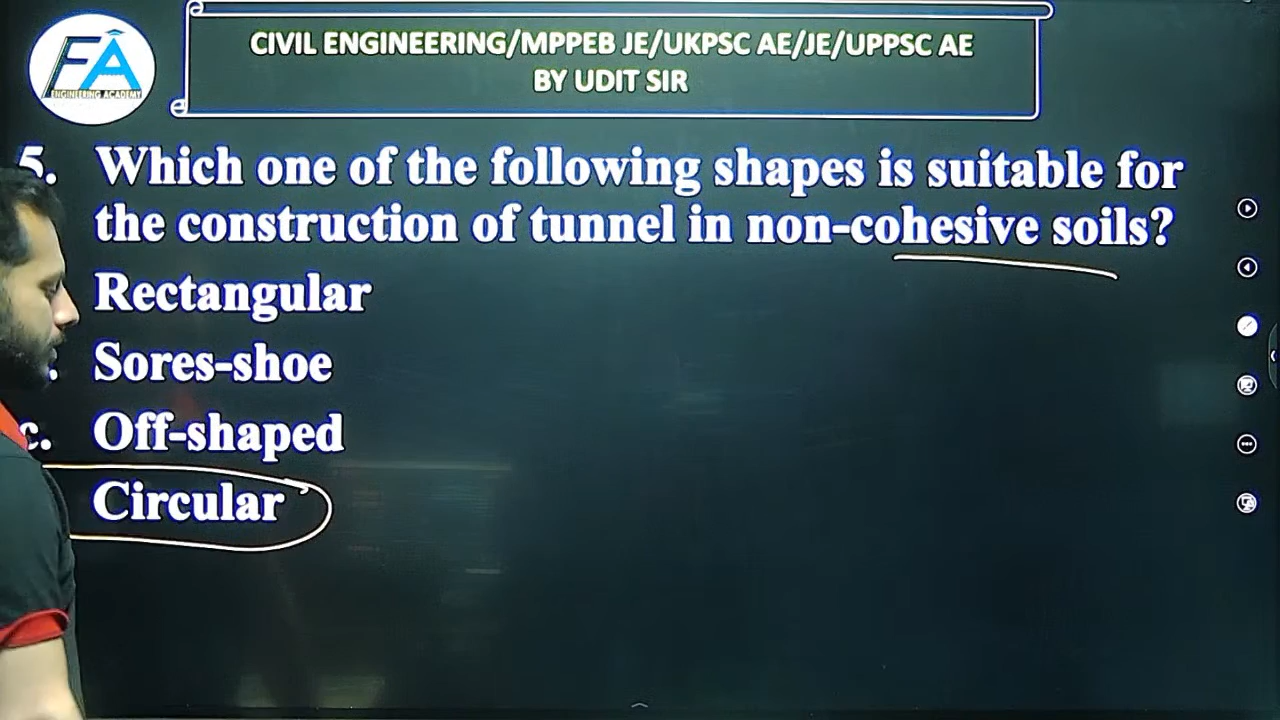 CIVIL ENGINEERING/MPPEB JE/UKPSC AE/JE/UPPSC AE
BY UDIT SIR
FA
ENGINEERING ACADEMY
5. Which one of the following shapes is suitable for
the construction of tunnel in non-cohesive soils?
Rectangular
Sores-shoe
c. Off-shaped
Circular